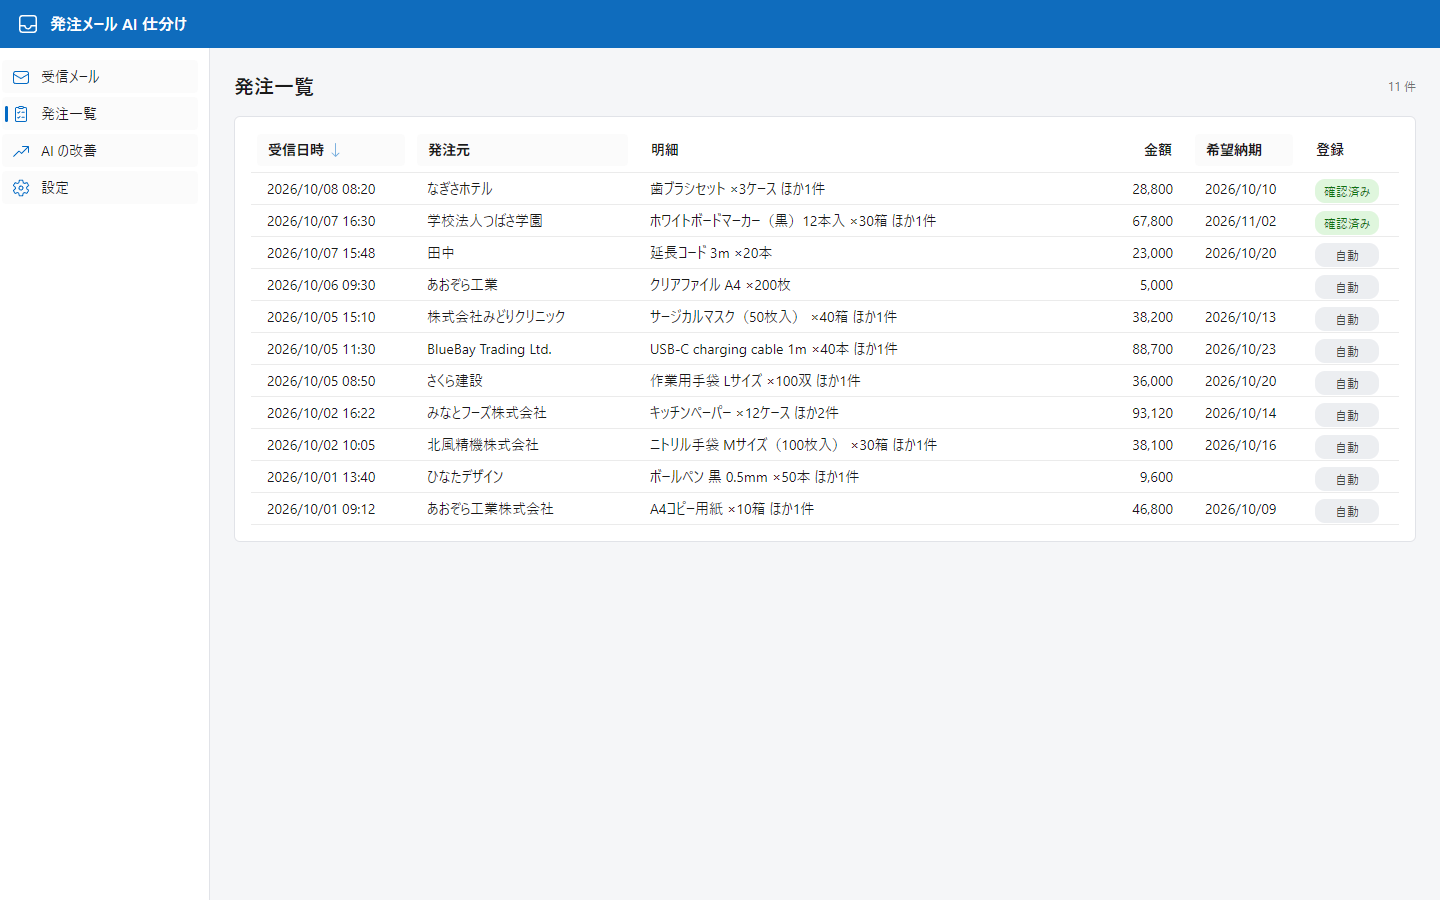 発注メール AI 仕分け
受信メール
発注一覧
AI の改善
設定
発注一覧
11 件
受信日時 ↓ 発注元 明細 金額 希望納期 登録
2026/10/08 08:20 なぎさホテル 歯ブラシセット ×3ケース ほか1件 28,800 2026/10/10 確認済み
2026/10/07 16:30 学校法人つばさ学園 ホワイトボードマーカー（黒）12本入 ×30箱 ほか1件 67,800 2026/11/02 確認済み
2026/10/07 15:48 田中 延長コード 3m ×20本 23,000 2026/10/20 自動
2026/10/06 09:30 あおぞら工業 クリアファイル A4 ×200枚 5,000 自動
2026/10/05 15:10 株式会社みどりクリニック サージカルマスク（50枚入） ×40箱 ほか1件 38,200 2026/10/13 自動
2026/10/05 11:30 BlueBay Trading Ltd. USB-C charging cable 1m ×40本 ほか1件 88,700 2026/10/23 自動
2026/10/05 08:50 さくら建設 作業用手袋 Lサイズ ×100双 ほか1件 36,000 2026/10/20 自動
2026/10/02 16:22 みなとフーズ株式会社 キッチンペーパー ×12ケース ほか2件 93,120 2026/10/14 自動
2026/10/02 10:05 北風精機株式会社 ニトリル手袋 Mサイズ（100枚入） ×30箱 ほか1件 38,100 2026/10/16 自動
2026/10/01 13:40 ひなたデザイン ボールペン 黒 0.5mm ×50本 ほか1件 9,600 自動
2026/10/01 09:12 あおぞら工業株式会社 A4コピー用紙 ×10箱 ほか1件 46,800 2026/10/09 自動